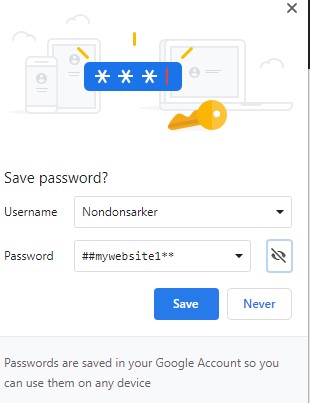 ***
Save password?
Username Nondonsarker
Password ##mywebsite1**
Save Never
Passwords are saved in your Google Account so you
can use them on any device